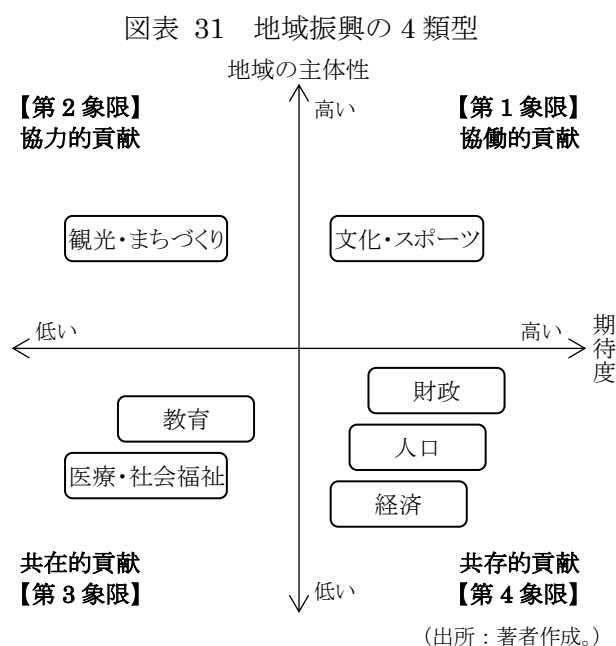 図表 31　地域振興の4類型
地域の主体性
【第2象限】
協力的貢献
高い
【第1象限】
協働的貢献
観光・まちづくり
文化・スポーツ
低い
高い
期待度
財政
教育
人口
医療・社会福祉
経済
共在的貢献
【第3象限】
低い
共存的貢献
【第4象限】
（出所：著者作成。）